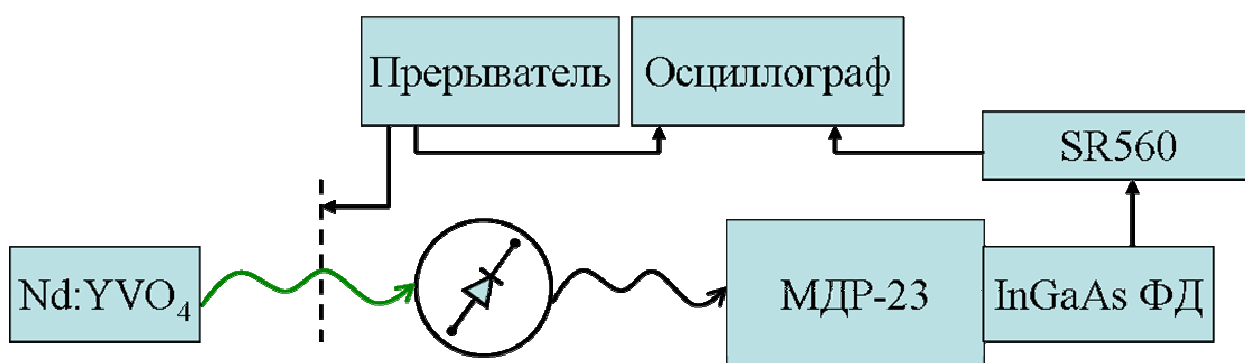 Прерыватель
Осциллограф
SR560
Nd:YVO₄
МДР-23
InGaAs ФД